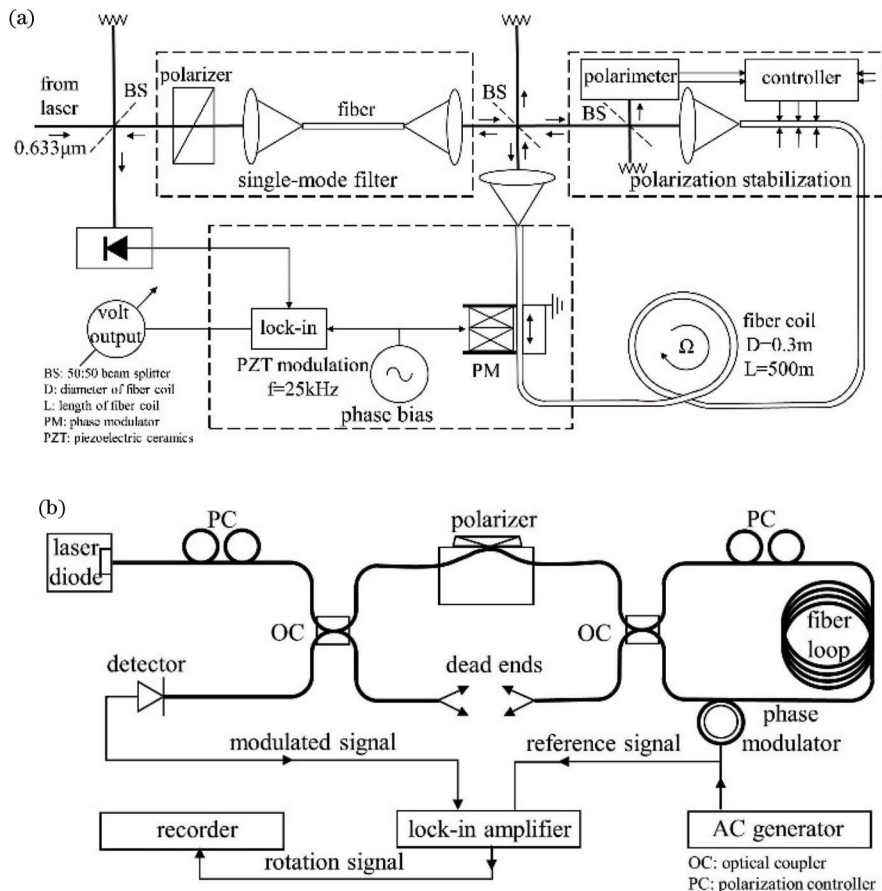 (a)
from
laser
0.633μm
BS
polarizer
fiber
single-mode filter
BS
BS
polarimeter
controller
polarization stabilization
volt
output
lock-in
PZT modulation
f=25kHz
phase bias
PM
Ω
fiber coil
D=0.3m
L=500m
BS: 50:50 beam splitter
D: diameter of fiber coil
L: length of fiber coil
PM: phase modulator
PZT: piezoelectric ceramics
(b)
laser
diode
PC
polarizer
PC
OC
OC
fiber
loop
detector
dead ends
phase
modulator
modulated signal
reference signal
recorder
lock-in amplifier
AC generator
rotation signal
OC: optical coupler
PC: polarization controller